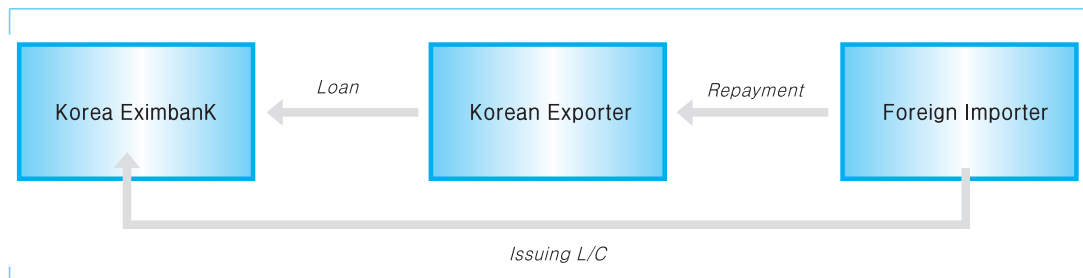 Loan
Repayment
Korea EximbanK
Korean Exporter
Foreign Importer
Issuing L/C